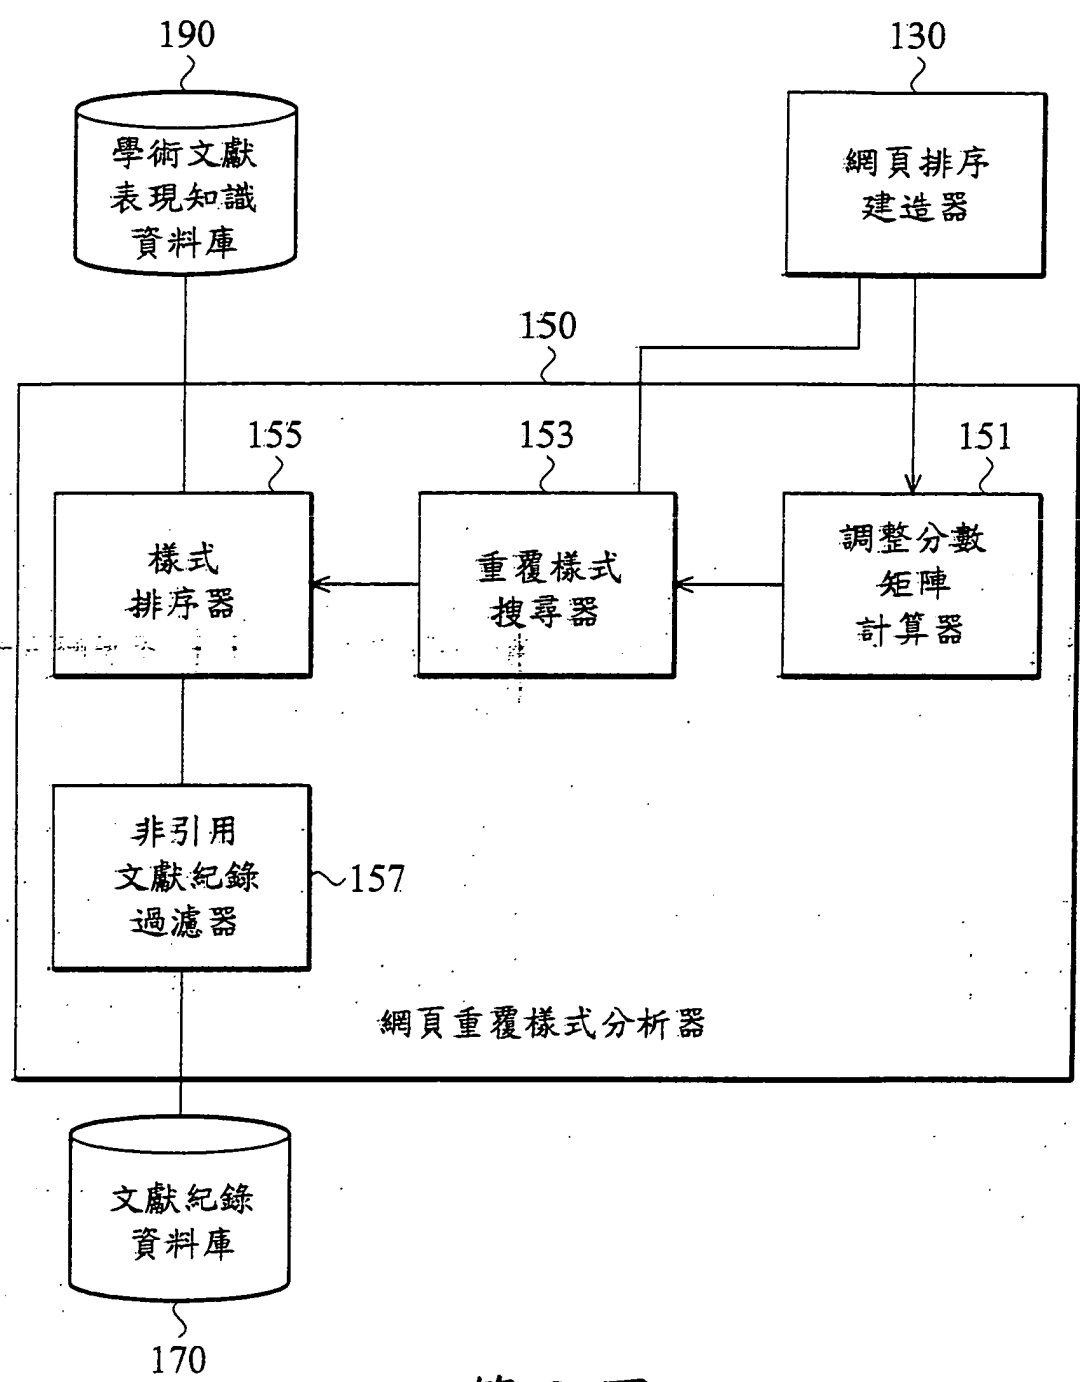 190
學術文獻
表現知識
資料庫
130
網頁排序
建造器
150
155
樣式
排序器
153
重覆樣式
搜尋器
151
調整分數
矩陣
計算器
非引用
文獻紀錄
過濾器
157
網頁重覆樣式分析器
文獻紀錄
資料庫
170